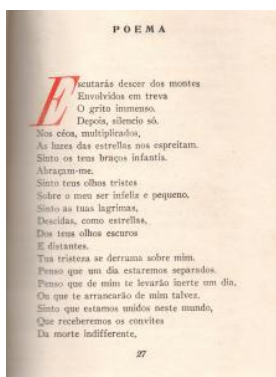 POEMA
Escutarás descer dos montes
Envolvidos em treva
O grito immenso.
Depois, silencio só.
Nos céos, multiplicados,
As luzes das estrellas nos espreitam.
Sinto os teus braços infantis.
Abraçam-me.
Sinto teus olhos tristes
Sobre o meu ser infeliz e pequeno.
Sinto as tuas lagrimas,
Descidas, como estrellas,
Dos teus olhos escuros
E distantes.
Tua tristeza se derrama sobre mim.
Penso que um dia estaremos separados.
Penso que de mim te levarão inerte um dia,
Ou que te arrancarão de mim talvez.
Sinto que estamos unidos neste mundo,
Que receberemos os convites
Da morte indifferente,
27